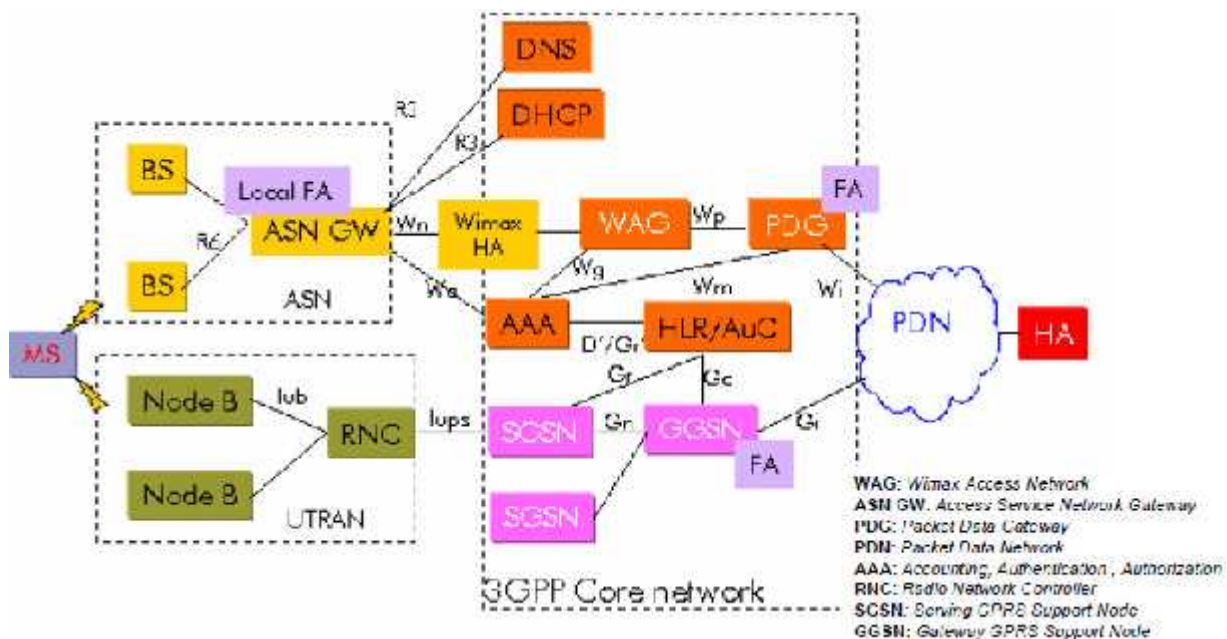 DNS
R3
DHCP
R3
BS
Local FA
FA
ASN GW
Wn
Wimax
HA
WAG
Wp
PDG
R6
BS
ASN
Wa
Wg
Wm
Wi
AAA
HLR/AuC
D'/Gr'
PDN
HA
MS
Gr
Gc
Node B
Iub
RNC
Iups
SGSN
Gn
GGSN
Gi
FA
Node B
UTRAN
SGSN
3GPP Core network
WAG: Wimax Access Network
ASN GW: Access Service Network Gateway
PDG: Packet Data Gateway
PDN: Packet Data Network
AAA: Accounting, Authentication , Authorization
RNC: Radio Network Controller
SGSN: Serving GPRS Support Node
GGSN: Gateway GPRS Support Node